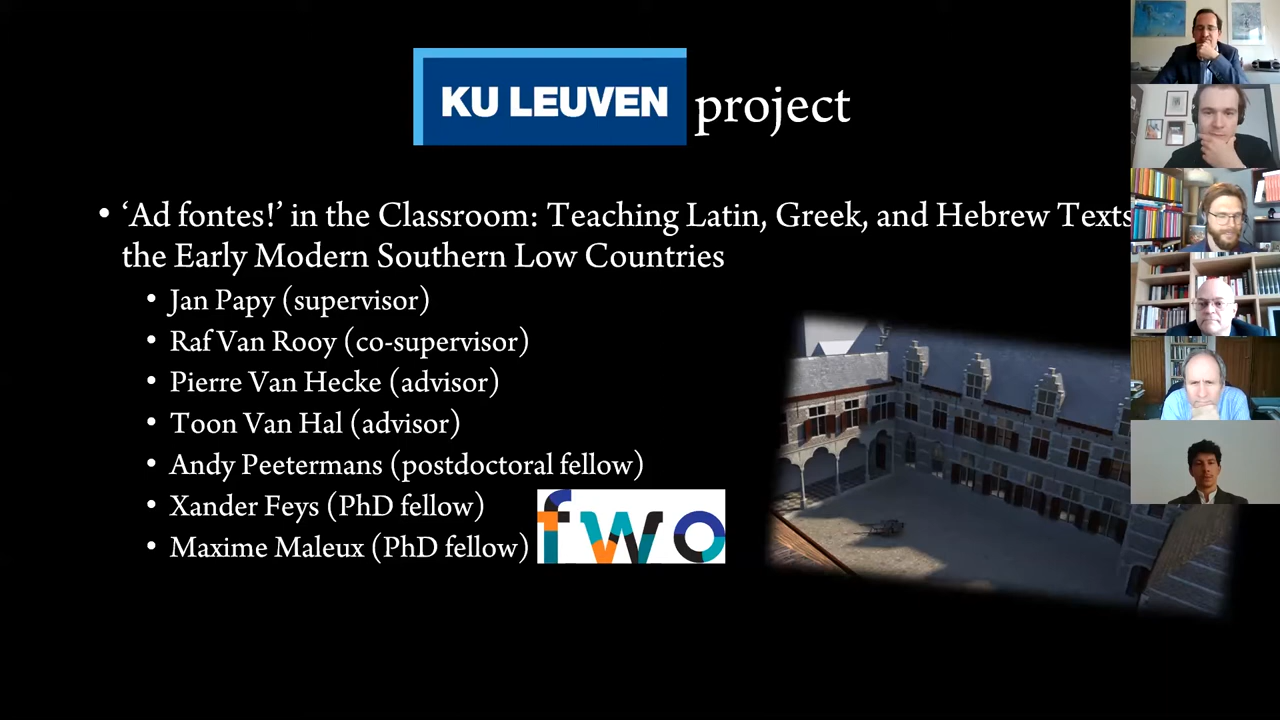 KU LEUVEN project
• ‘Ad fontes!’ in the Classroom: Teaching Latin, Greek, and Hebrew Texts
the Early Modern Southern Low Countries
• Jan Papy (supervisor)
• Raf Van Rooy (co-supervisor)
• Pierre Van Hecke (advisor)
• Toon Van Hal (advisor)
• Andy Peetermans (postdoctoral fellow)
• Xander Feys (PhD fellow)
• Maxime Maleux (PhD fellow)
fwo